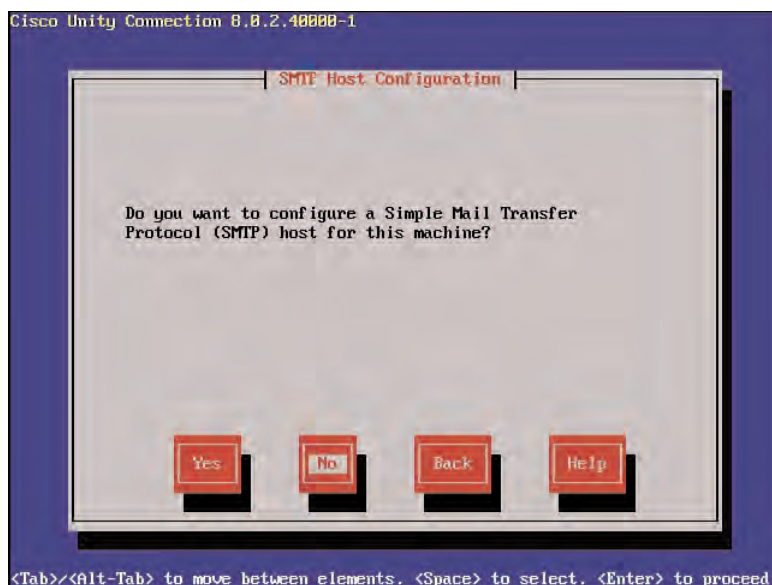 Cisco Unity Connection 8.0.2.40000-1
SMTP Host Configuration
Do you want to configure a Simple Mail Transfer
Protocol (SMTP) host for this machine?
Yes
No
Back
Help
<Tab>/<Alt-Tab> to move between elements. <Space> to select. <Enter> to proceed